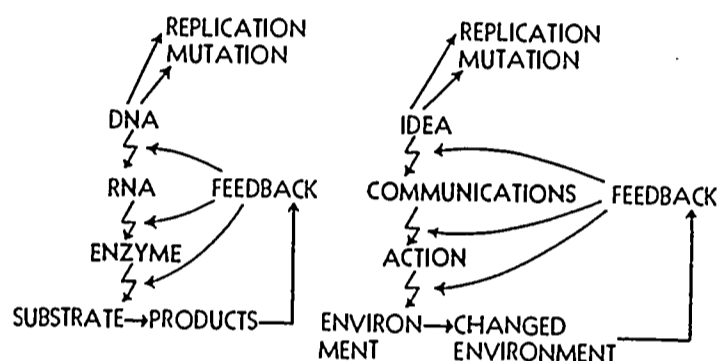 REPLICATION
MUTATION
DNA
RNA
FEEDBACK
ENZYME
SUBSTRATE→PRODUCTS
REPLICATION
MUTATION
IDEA
COMMUNICATIONS
FEEDBACK
ACTION
ENVIRON→CHANGED
MENT ENVIRONMENT